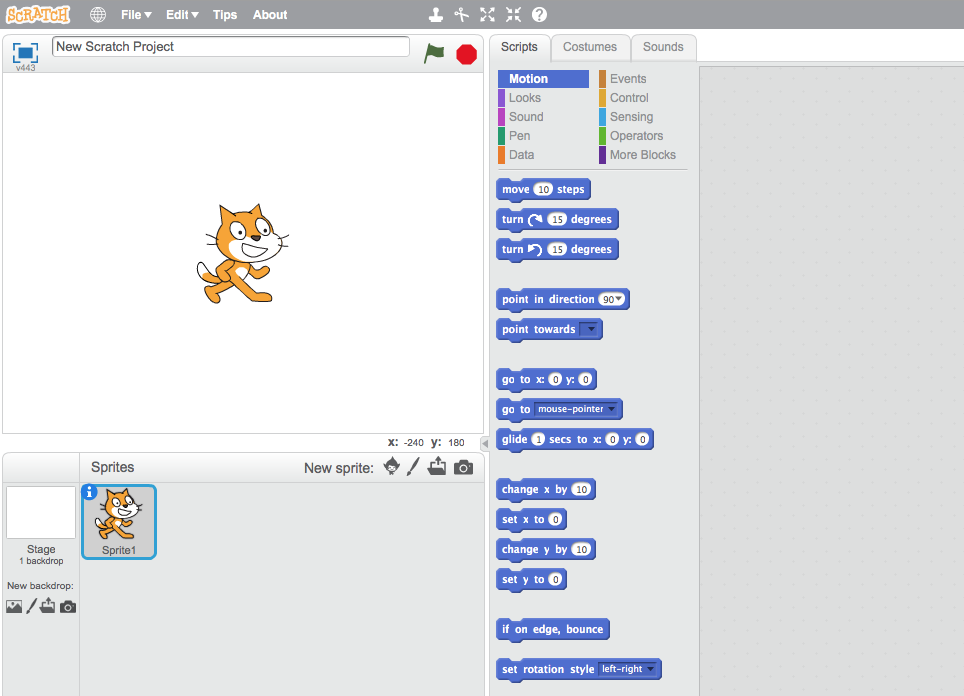 SCRATCH File Edit Tips About
v443 New Scratch Project
x: -240 y: 180
Sprites New sprite:
Stage
1 backdrop
New backdrop:
Sprite1
Scripts Costumes Sounds
Motion Events
Looks Control
Sound Sensing
Pen Operators
Data More Blocks
move 10 steps
turn 15 degrees
turn 15 degrees
point in direction 90
point towards
go to x: 0 y: 0
go to mouse-pointer
glide 1 secs to x: 0 y: 0
change x by 10
set x to 0
change y by 10
set y to 0
if on edge, bounce
set rotation style left-right